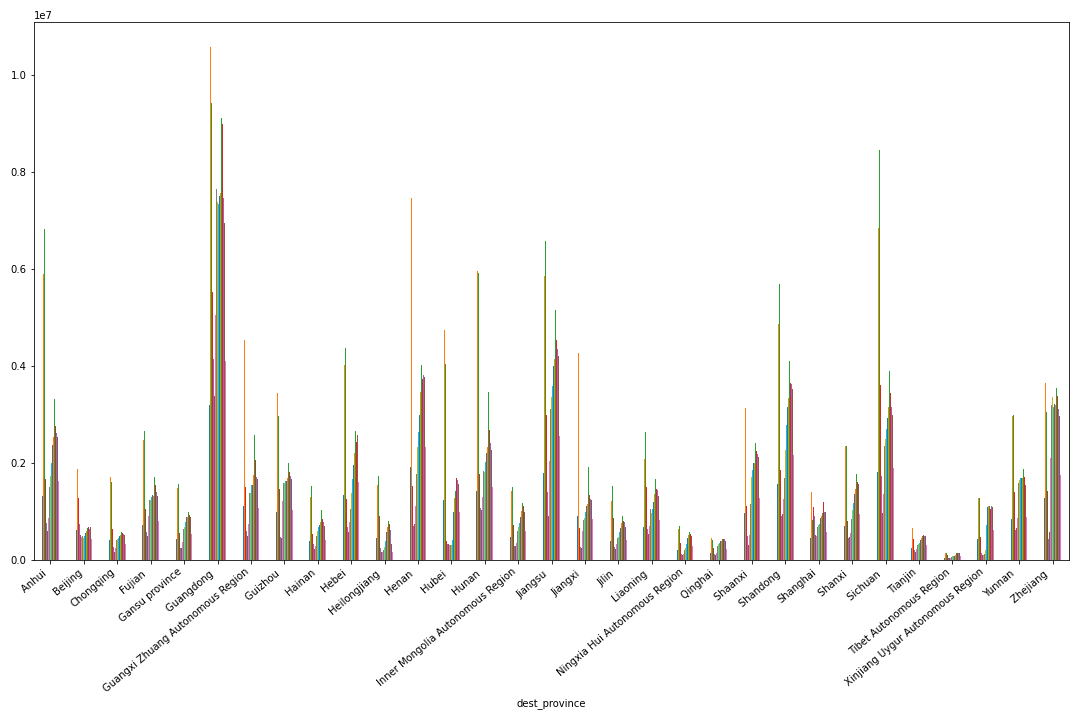 1e7
1.0
0.8
0.6
0.4
0.2
0.0
Anhui
Beijing
Chongqing
Fujian
Gansu province
Guangdong
Guangxi Zhuang Autonomous Region
Guizhou
Hainan
Hebei
Heilongjiang
Henan
Hubei
Hunan
Inner Mongolia Autonomous Region
Jiangsu
Jiangxi
Jilin
Liaoning
Ningxia Hui Autonomous Region
Qinghai
Shaanxi
Shandong
Shanghai
Shanxi
Sichuan
Tianjin
Tibet Autonomous Region
Xinjiang Uygur Autonomous Region
Yunnan
Zhejiang
dest_province